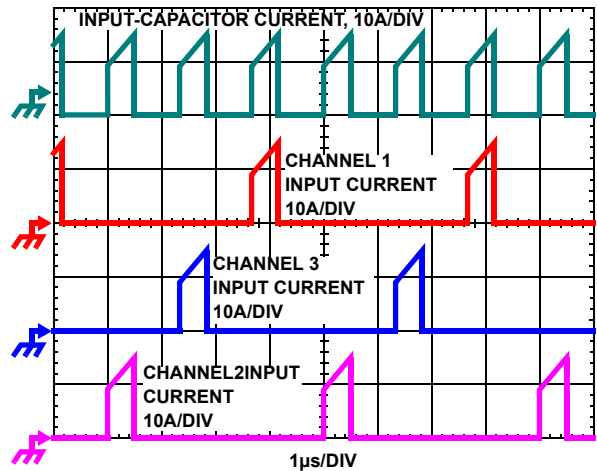 INPUT-CAPACITOR CURRENT, 10A/DIV
CHANNEL 1
INPUT CURRENT
10A/DIV
CHANNEL 3
INPUT CURRENT
10A/DIV
CHANNEL2INPUT
CURRENT
10A/DIV
1µs/DIV